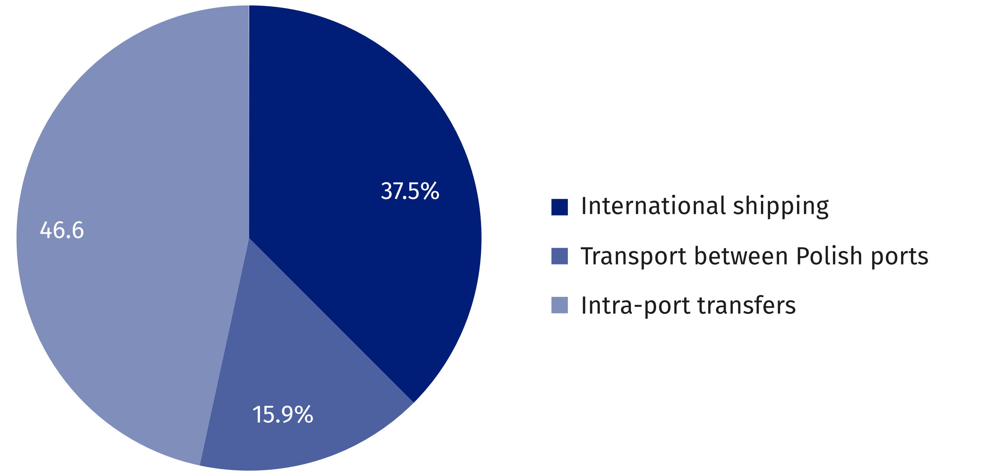 37.5%
46.6
15.9%
International shipping
Transport between Polish ports
Intra-port transfers